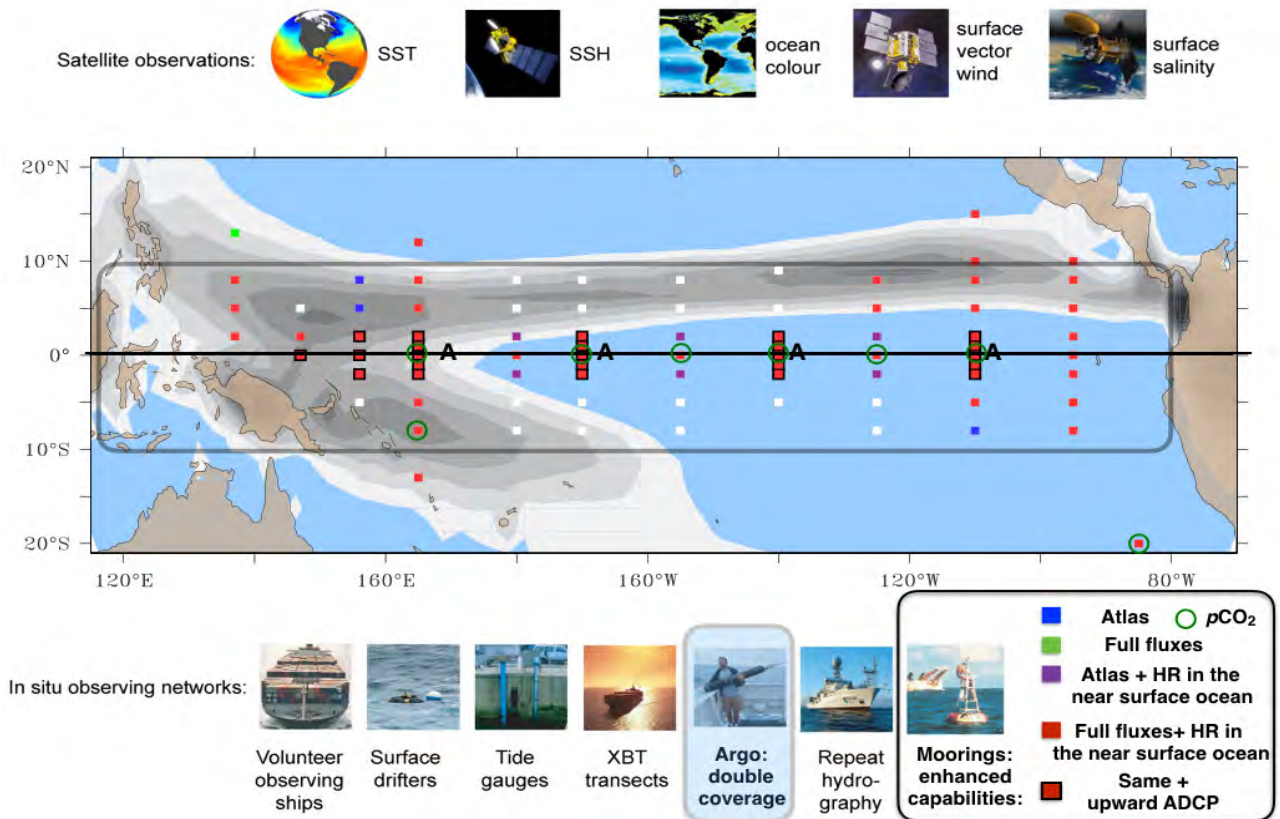 Satellite observations:
SST
SSH
ocean
colour
surface
vector
wind
surface
salinity
20°N
10°N
0°
10°S
20°S
A
A
A
A
120°E
160°E
160°W
120°W
80°W
In situ observing networks:
Volunteer
observing
ships
Surface
drifters
Tide
gauges
XBT
transects
Argo:
double
coverage
Repeat
hydro-
graphy
Moorings:
enhanced
capabilities:
Atlas
pCO₂
Full fluxes
Atlas + HR in the
near surface ocean
Full fluxes+ HR in
the near surface ocean
Same +
upward ADCP